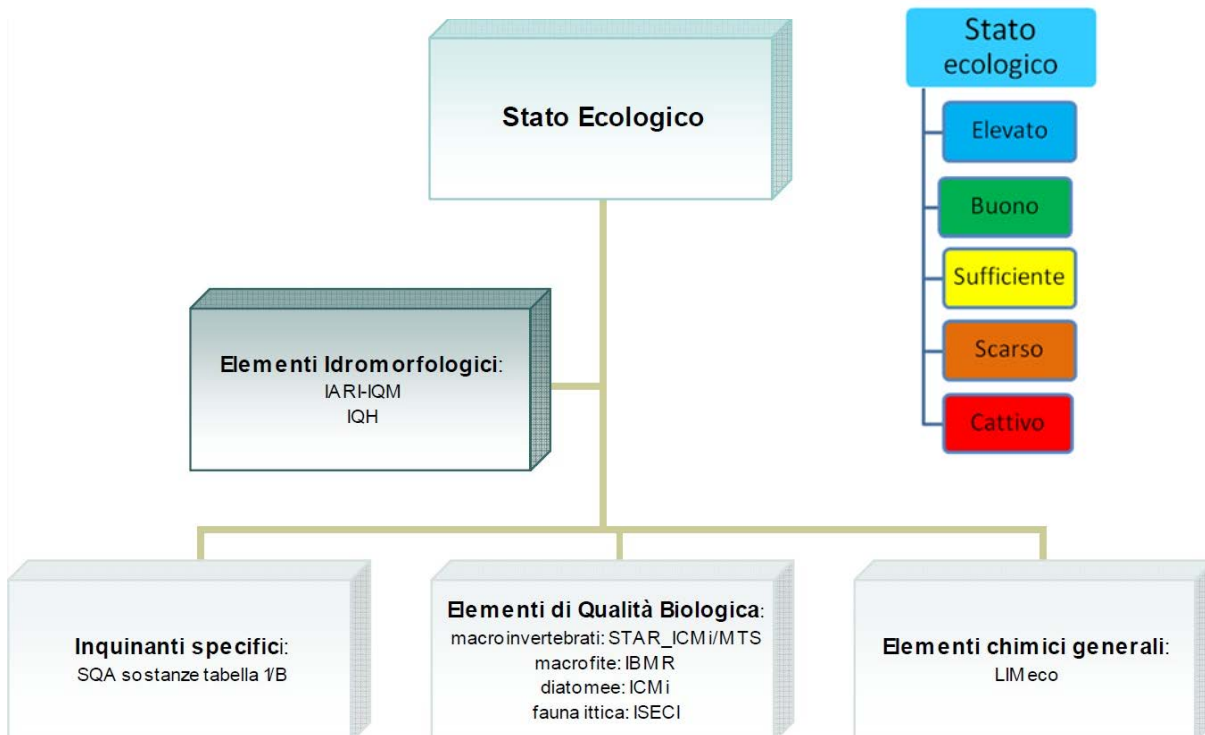 Stato Ecologico
Stato
ecologico
Elevato
Buono
Sufficiente
Scarso
Cattivo
Elementi Idromorfologici:
IARI-IQM
IQH
Inquinanti specifici:
SQA sostanze tabella 1/B
Elementi di Qualità Biologica:
macroinvertebrati: STAR_ICMi/MTS
macrofite: IBMR
diatomee: ICMi
fauna ittica: ISECI
Elementi chimici generali:
LIMeco